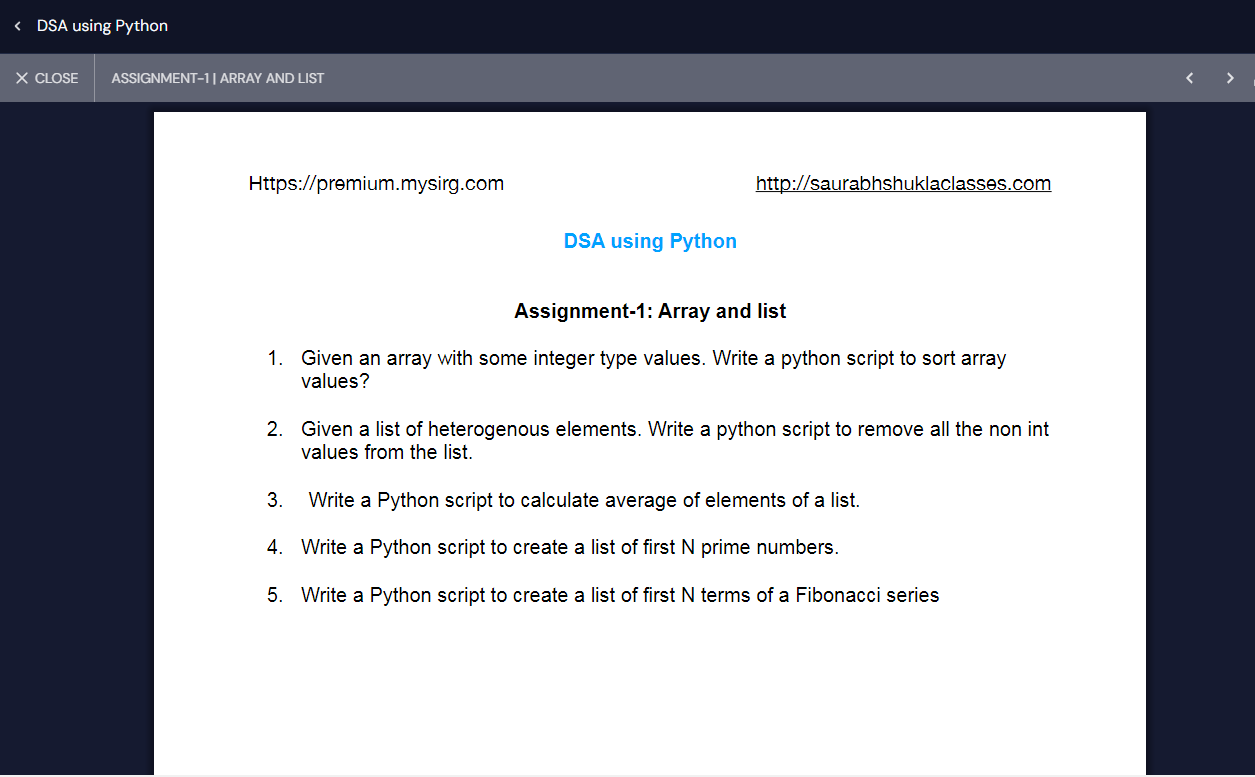 DSA using Python
CLOSE
ASSIGNMENT-1 | ARRAY AND LIST
Https://premium.mysirg.com
http://saurabhshuklaclasses.com
DSA using Python
Assignment-1: Array and list
1. Given an array with some integer type values. Write a python script to sort array
values?
2. Given a list of heterogenous elements. Write a python script to remove all the non int
values from the list.
3. Write a Python script to calculate average of elements of a list.
4. Write a Python script to create a list of first N prime numbers.
5. Write a Python script to create a list of first N terms of a Fibonacci series